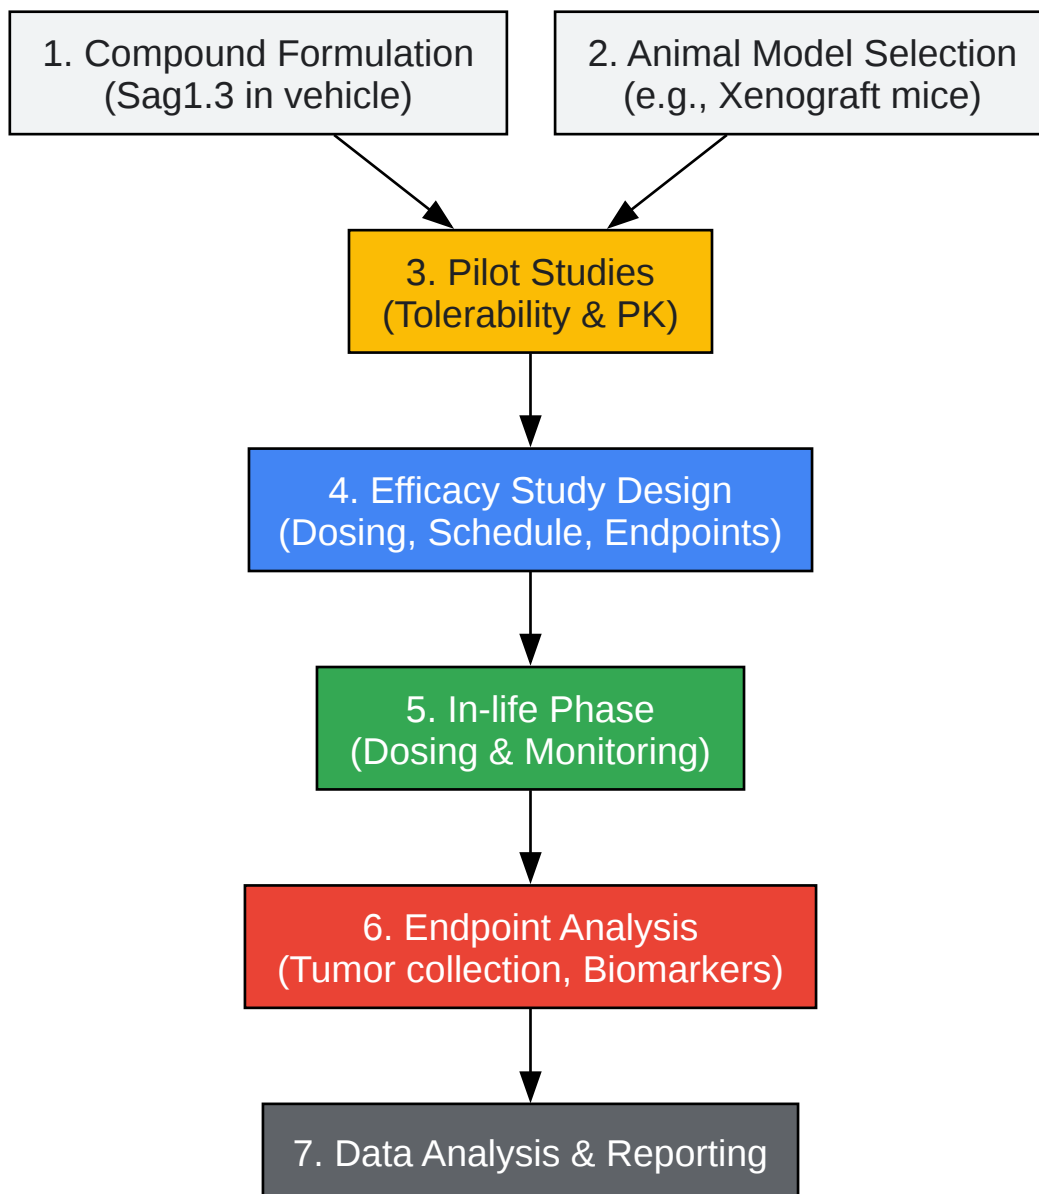 1. Compound Formulation
(Sag1.3 in vehicle)
2. Animal Model Selection
(e.g., Xenograft mice)
3. Pilot Studies
(Tolerability & PK)
4. Efficacy Study Design
(Dosing, Schedule, Endpoints)
5. In-life Phase
(Dosing & Monitoring)
6. Endpoint Analysis
(Tumor collection, Biomarkers)
7. Data Analysis & Reporting